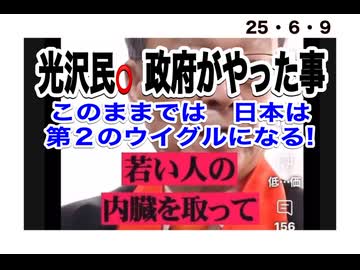 25・6・9
光沢民○ 政府がやった事
このままでは 日本は
第２のウイグルになる!
若い人の
内臓を取って
低…価
156